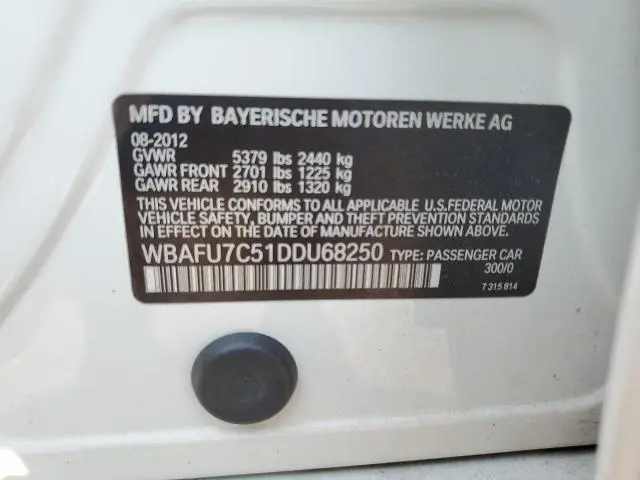 MFD BY BAYERISCHE MOTOREN WERKE AG
08-2012
GVWR 5379 lbs 2440 kg
GAWR FRONT 2701 lbs 1225 kg
GAWR REAR 2910 lbs 1320 kg
THIS VEHICLE CONFORMS TO ALL APPLICABLE U.S.FEDERAL MOTOR
VEHICLE SAFETY, BUMPER AND THEFT PREVENTION STANDARDS
IN EFFECT ON THE DATE OF MANUFACTURE SHOWN ABOVE.
WBAFU7C51DDU68250 TYPE: PASSENGER CAR
300/0
7 315 814